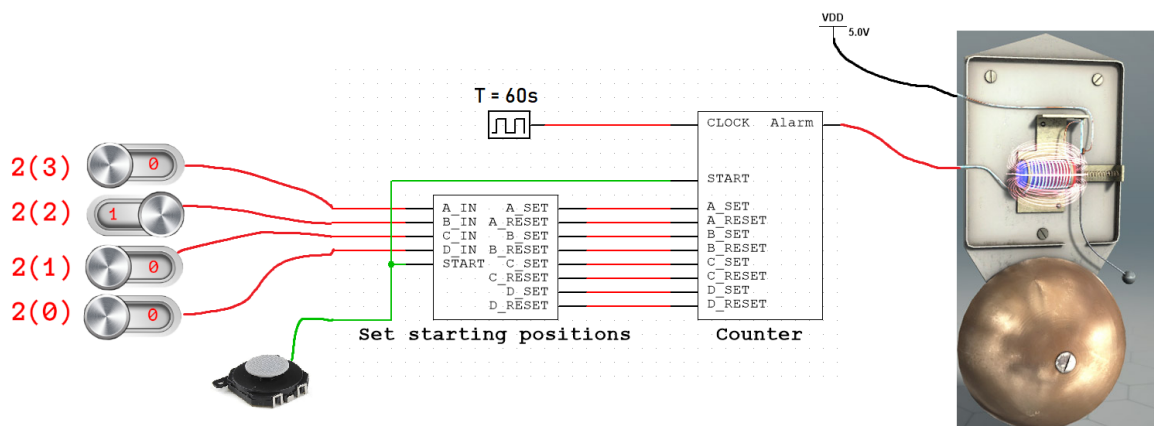 VDD
5.0V
T = 60s
CLOCK Alarm
START
2(3) 0
2(2) 1
2(1) 0
2(0) 0
A_IN A_SET
B_IN A_RESET
C_IN B_SET
D_IN B_RESET
START C_SET
C_RESET
D_SET
D_RESET
A_SET
A_RESET
B_SET
B_RESET
C_SET
C_RESET
D_SET
D_RESET
Set starting positions
Counter